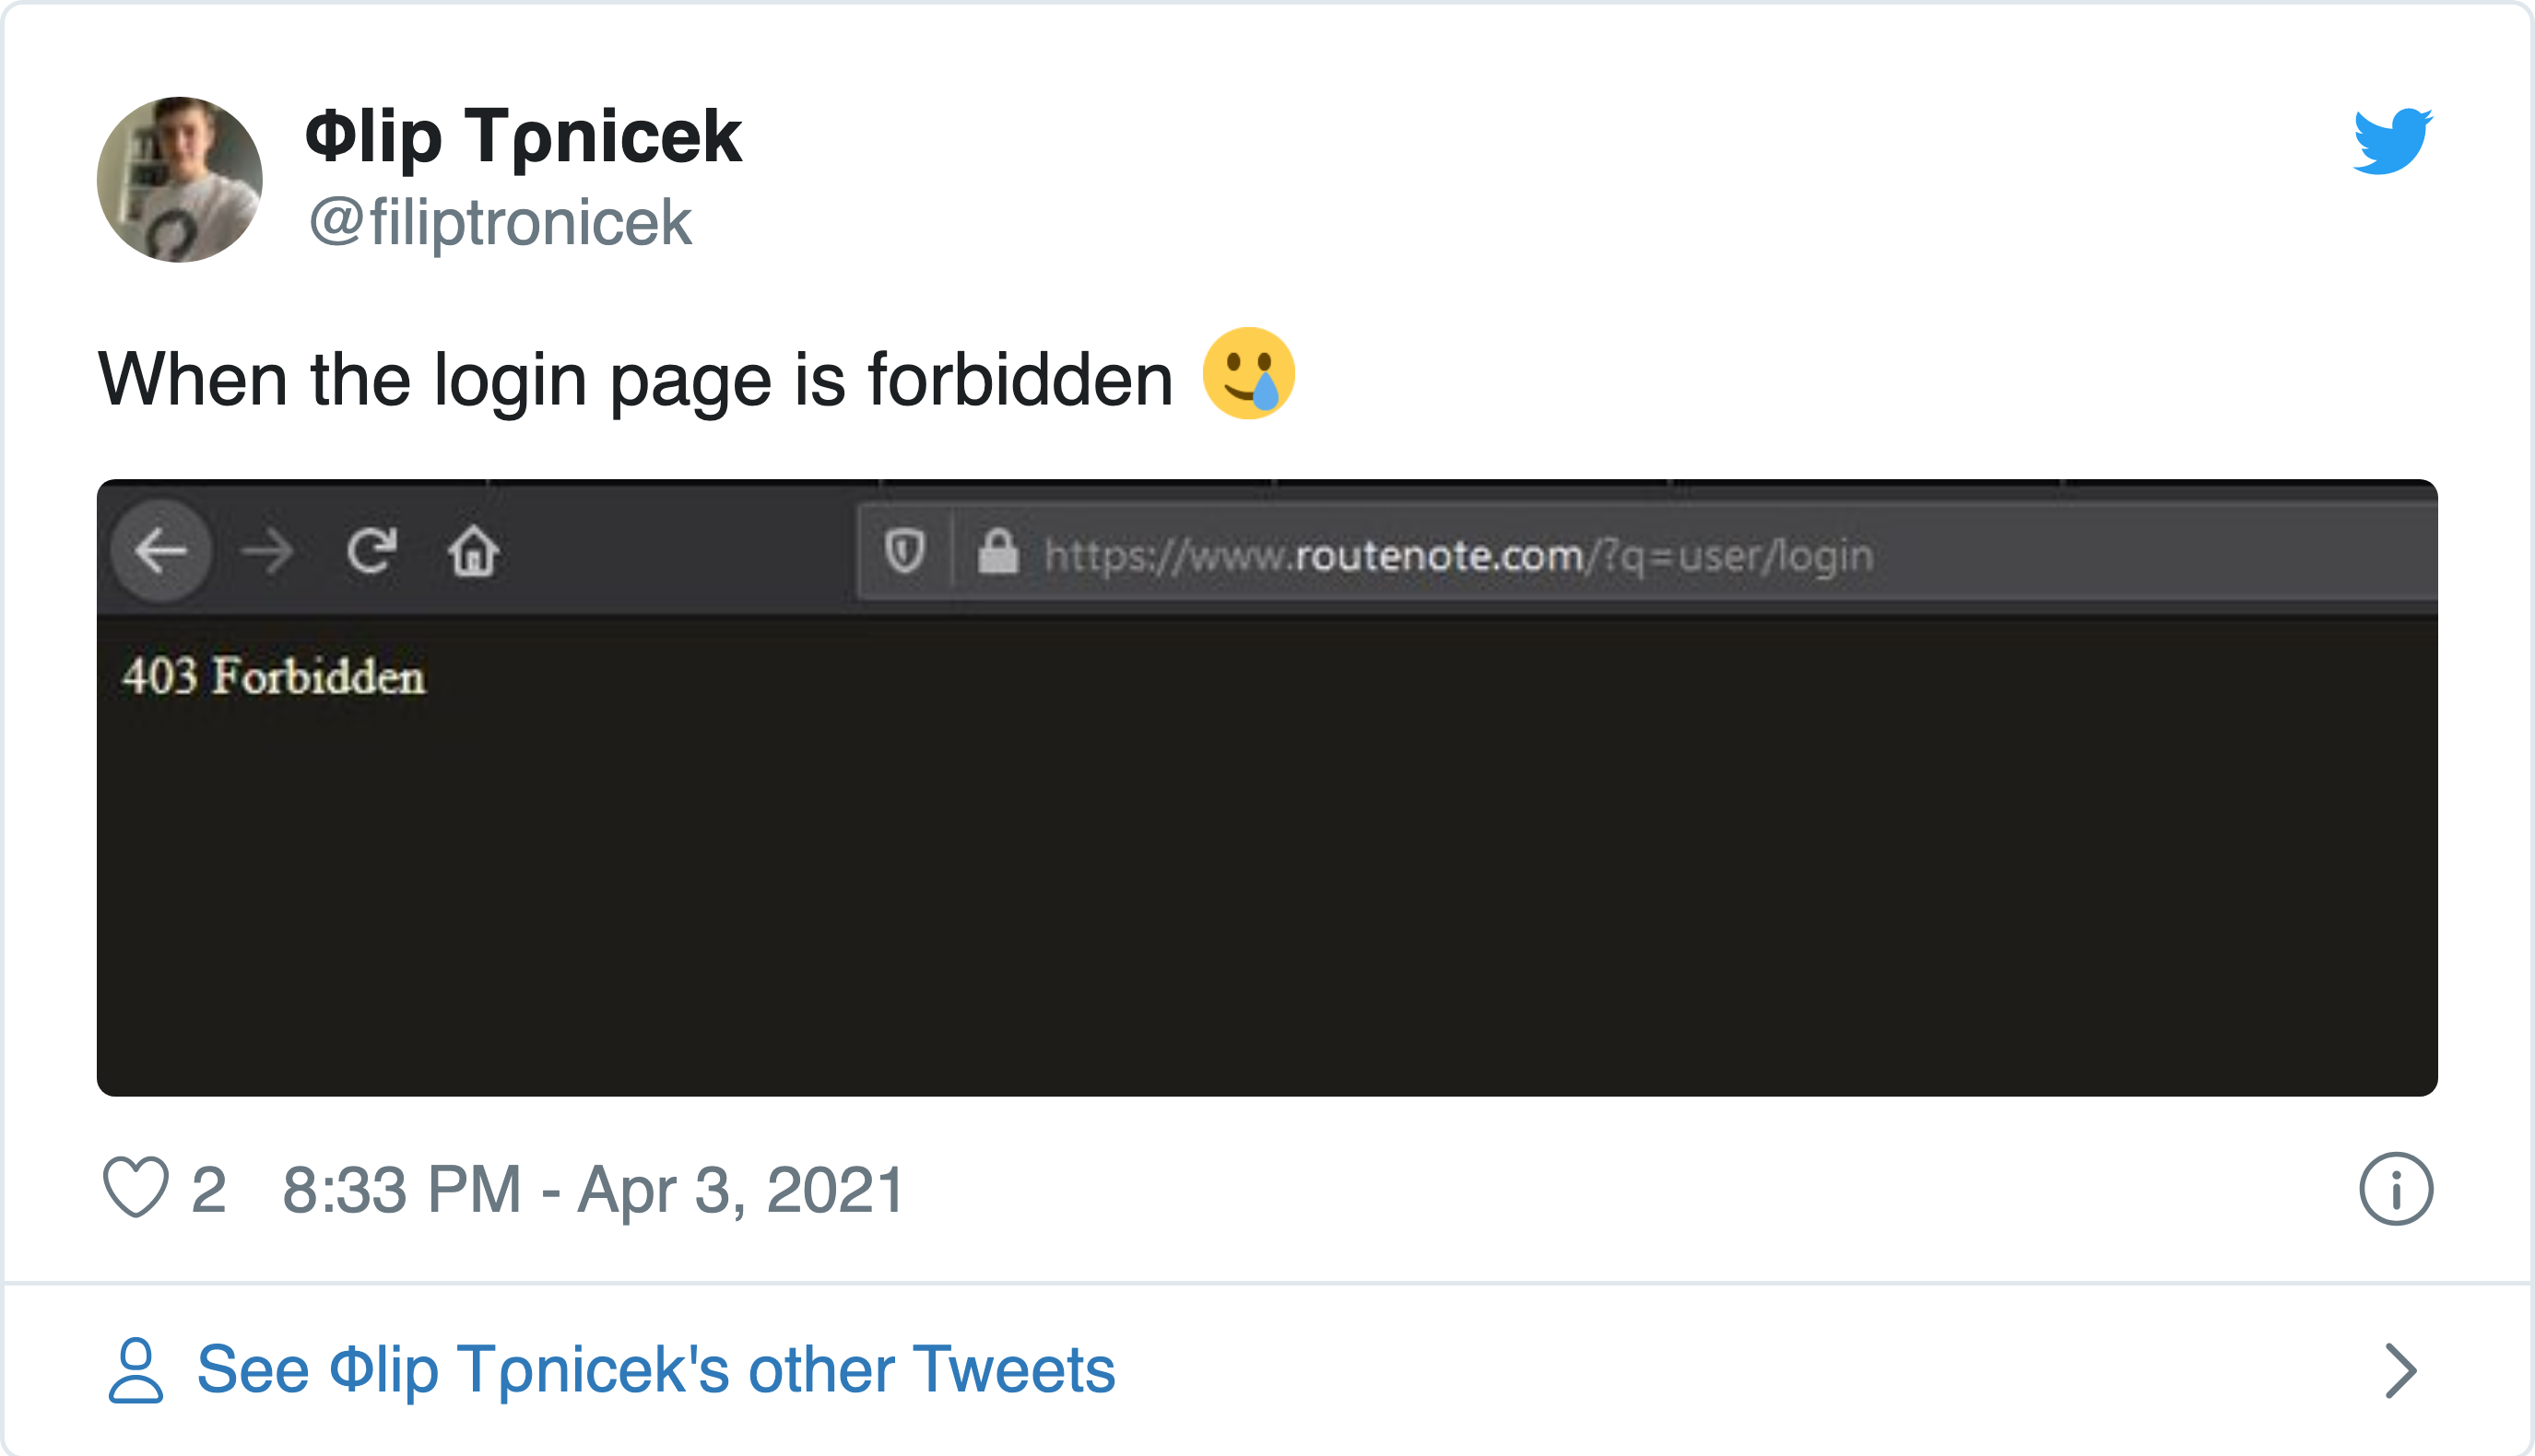 Φlip Tρnicek
@filiptronicek
When the login page is forbidden 🥲
https://www.routenote.com/?q=user/login
403 Forbidden
2 8:33 PM - Apr 3, 2021
See Φlip Tρnicek's other Tweets